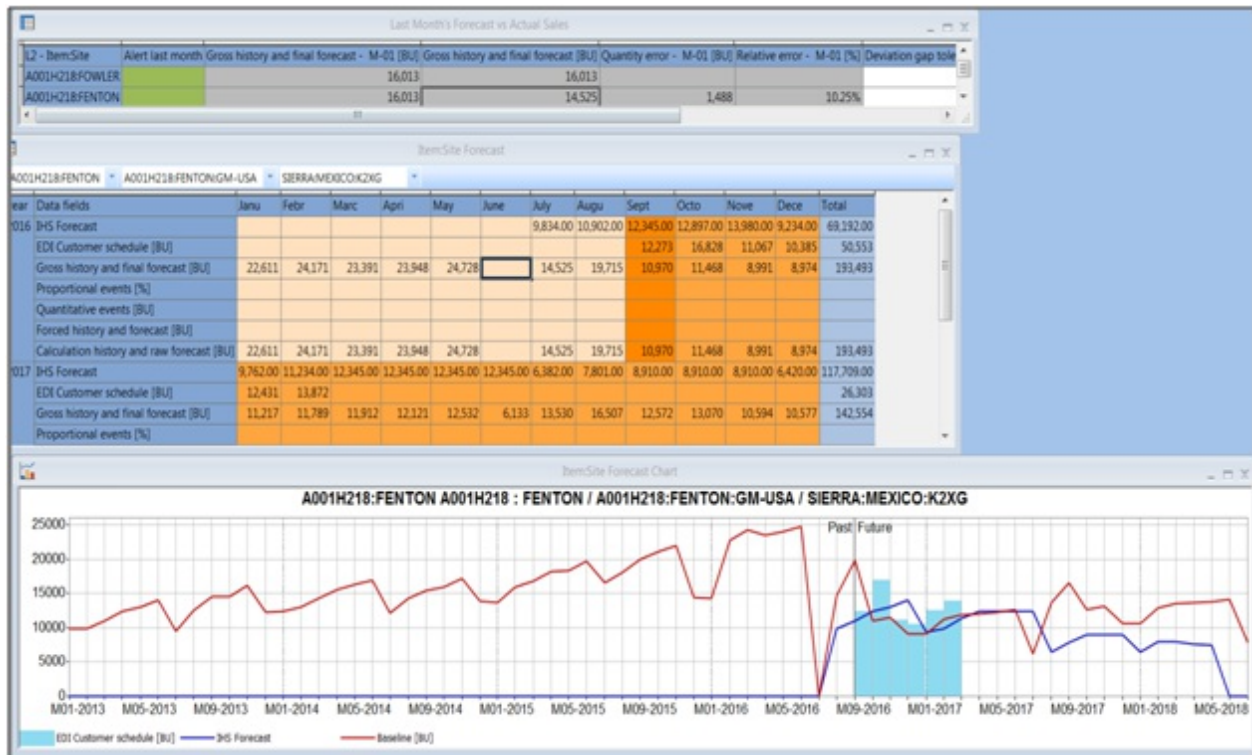 Last Month's Forecast vs Actual Sales
L2 - Item:Site Alert last month Gross history and final forecast - M-01 [BU] Gross history and final forecast [BU] Quantity error - M-01 [BU] Relative error - M-01 [%] Deviation gap tole
A001H218:FOWLER 16,013 16,013
A001H218:FENTON 16,013 14,525 1,488 10.25%
Item:Site Forecast
A001H218:FENTON A001H218:FENTON:GM-USA SIERRA:MEXICO:K2XG
ear Data fields Janu Febr Marc Apri May June July Augu Sept Octo Nove Dece Total
016 IHS Forecast 9,834.00 10,902.00 12,345.00 12,897.00 13,980.00 9,234.00 69,192.00
EDI Customer schedule [BU] 12,273 16,828 11,067 10,385 50,553
Gross history and final forecast [BU] 22,611 24,171 23,391 23,948 24,728 14,525 19,715 10,970 11,468 8,991 8,974 193,493
Proportional events [%]
Quantitative events [BU]
Forced history and forecast [BU]
Calculation history and raw forecast [BU] 22,611 24,171 23,391 23,948 24,728 14,525 19,715 10,970 11,468 8,991 8,974 193,493
017 IHS Forecast 9,762.00 11,234.00 12,345.00 12,345.00 12,345.00 12,345.00 6,382.00 7,801.00 8,910.00 8,910.00 8,910.00 6,420.00 117,709.00
EDI Customer schedule [BU] 12,431 13,872 26,303
Gross history and final forecast [BU] 11,217 11,789 11,912 12,121 12,532 6,133 13,530 16,507 12,572 13,070 10,594 10,577 142,554
Proportional events [%]
Item:Site Forecast Chart
A001H218:FENTON A001H218 : FENTON / A001H218:FENTON:GM-USA / SIERRA:MEXICO:K2XG
Past Future
25000
20000
15000
10000
5000
0
M01-2013 M05-2013 M09-2013 M01-2014 M05-2014 M09-2014 M01-2015 M05-2015 M09-2015 M01-2016 M05-2016 M09-2016 M01-2017 M05-2017 M09-2017 M01-2018 M05-2018
EDI Customer schedule [BU] IHS Forecast Baseline [BU]